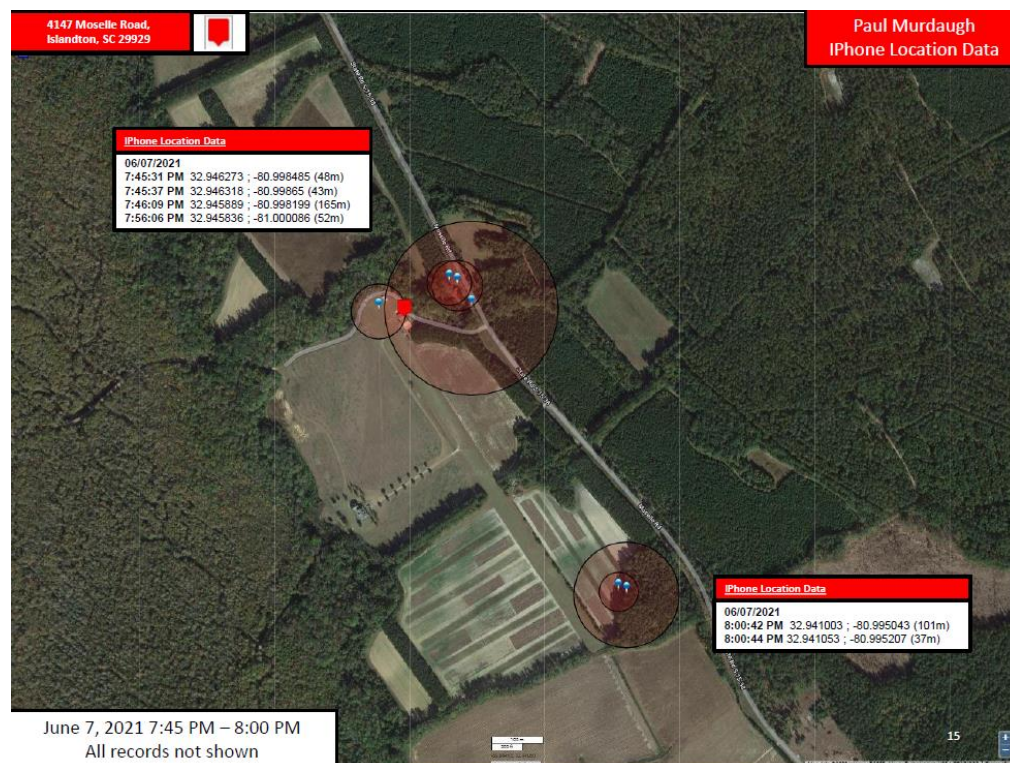 4147 Moselle Road,
Islandton, SC 29929
Paul Murdaugh
IPhone Location Data
IPhone Location Data
06/07/2021
7:45:31 PM 32.946273 ; -80.998485 (48m)
7:45:37 PM 32.946318 ; -80.99865 (43m)
7:46:09 PM 32.945889 ; -80.998199 (165m)
7:56:06 PM 32.945836 ; -81.000086 (52m)
IPhone Location Data
06/07/2021
8:00:42 PM 32.941003 ; -80.995043 (101m)
8:00:44 PM 32.941053 ; -80.995207 (37m)
June 7, 2021 7:45 PM – 8:00 PM
All records not shown
15